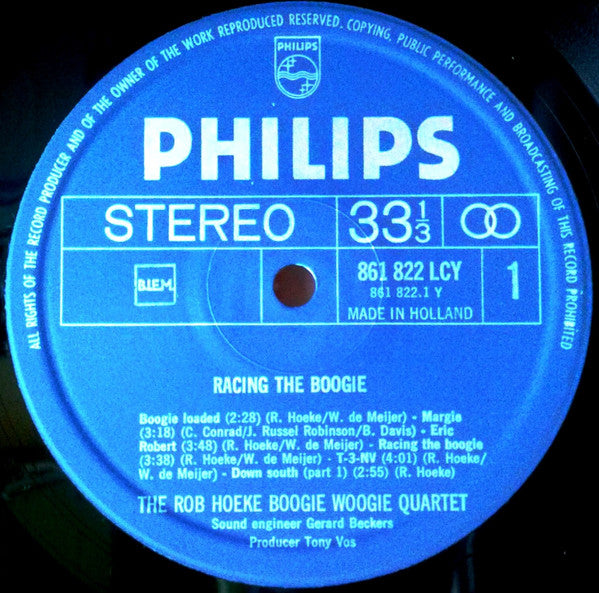 ALL RIGHTS OF THE RECORD PRODUCER AND OF THE OWNER OF THE WORK REPRODUCED RESERVED. COPYING, PUBLIC PERFORMANCE AND BROADCASTING OF THIS RECORD PROHIBITED
PHILIPS
PHILIPS
STEREO 33 1/3
B.I.E.M. 861 822 LCY 1
861 822.1 Y
MADE IN HOLLAND
RACING THE BOOGIE
Boogie loaded (2:28) (R. Hoeke/W. de Meijer) - Margie
(3:18) (C. Conrad/J. Russel Robinson/B. Davis) - Eric
Robert (3:48) (R. Hoeke/W. de Meijer) - Racing the boogie
(3:38) (R. Hoeke/W. de Meijer) - T-3-NV (4:01) (R. Hoeke/
W. de Meijer) - Down south (part 1) (2:55) (R. Hoeke)
THE ROB HOEKE BOOGIE WOOGIE QUARTET
Sound engineer Gerard Beckers
Producer Tony Vos